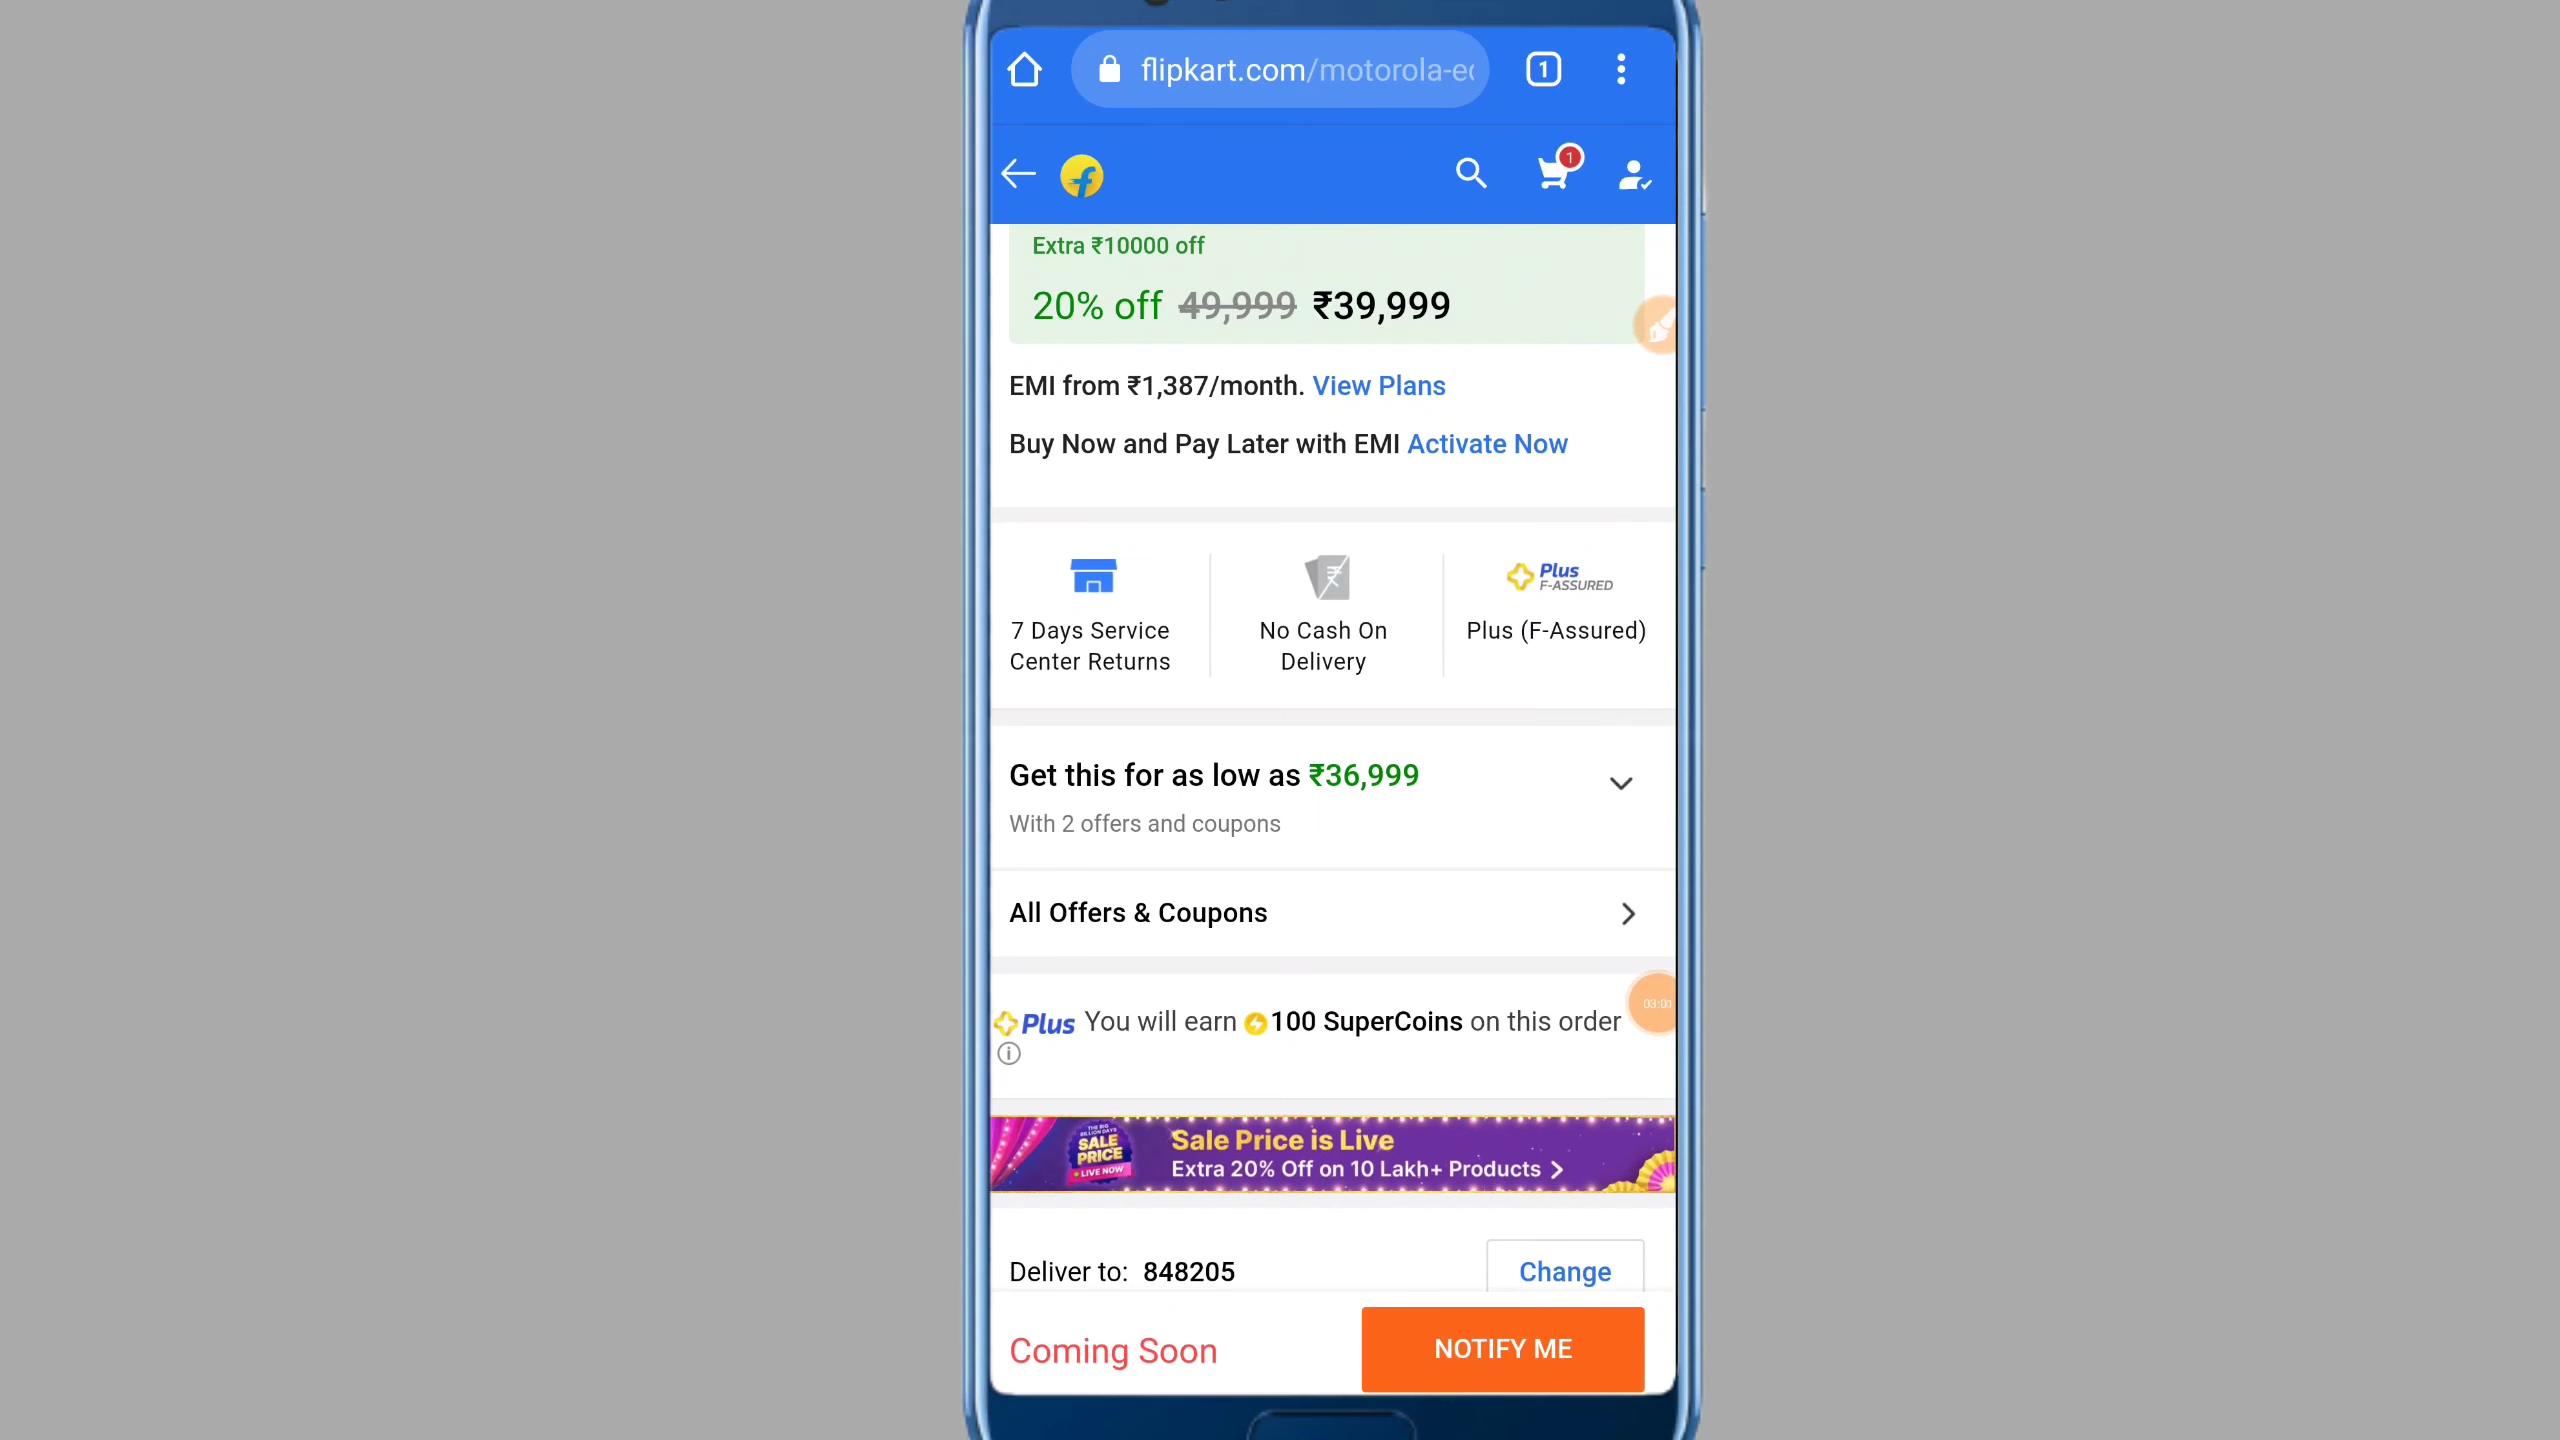 flipkart.com/motorola-ed
1
1
Extra ₹10000 off
20% off 49,999 ₹39,999
EMI from ₹1,387/month. View Plans
Buy Now and Pay Later with EMI Activate Now
Plus
F-ASSURED
7 Days Service
Center Returns
No Cash On
Delivery
Plus (F-Assured)
Get this for as low as ₹36,999
With 2 offers and coupons
All Offers & Coupons
Plus You will earn 100 SuperCoins on this order
THE BIG
BILLION DAYS
SALE
PRICE
LIVE NOW
Sale Price is Live
Extra 20% Off on 10 Lakh+ Products
Deliver to: 848205
Change
Coming Soon
NOTIFY ME